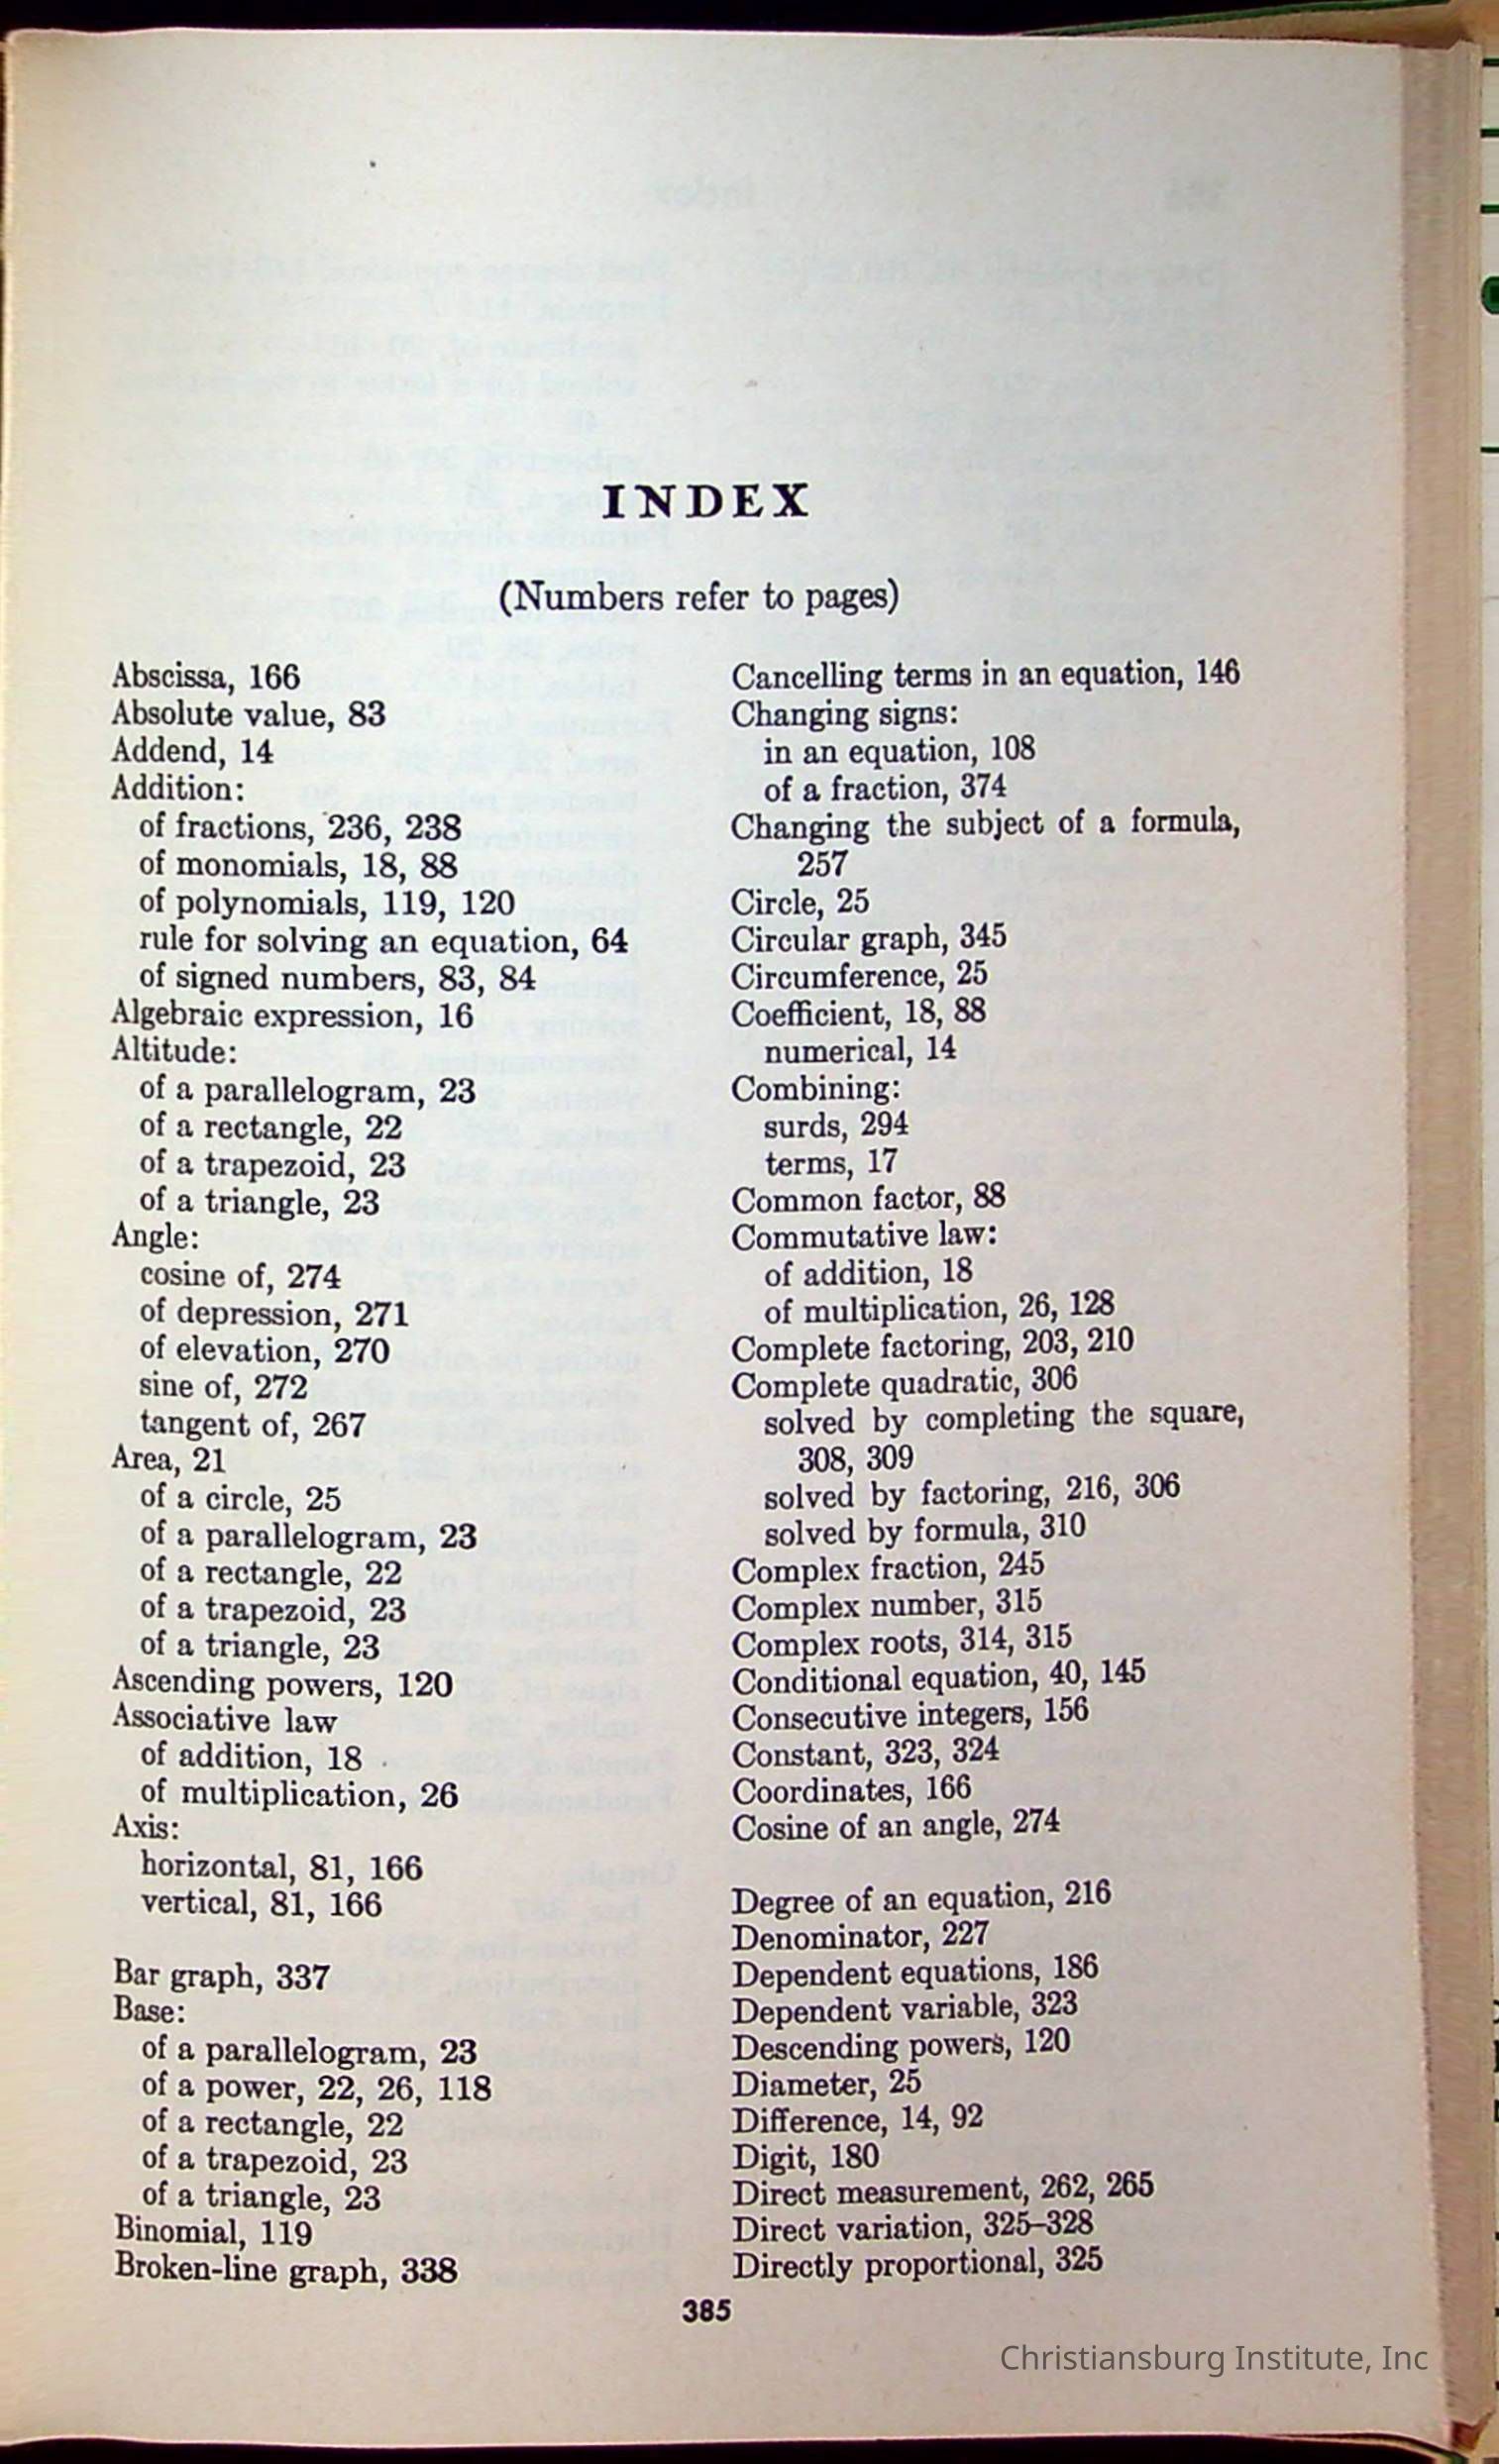 INDEX
(Numbers refer to pages)
Abscissa, 166
Absolute value, 83
Addend, 14
Addition:
of fractions, 236, 238
of monomials, 18, 88
of polynomials, 119, 120
rule for solving an equation, 64
of signed numbers, 83, 84
Algebraic expression, 16
Altitude:
of a parallelogram, 23
of a rectangle, 22
of a trapezoid, 23
of a triangle, 23
Angle:
cosine of, 274
of depression, 271
of elevation, 270
sine of, 272
tangent of, 267
Area, 21
of a circle, 25
of a parallelogram, 23
of a rectangle, 22
of a trapezoid, 23
of a triangle, 23
Ascending powers, 120
Associative law
of addition, 18
of multiplication, 26
Axis:
horizontal, 81, 166
vertical, 81, 166
Bar graph, 337
Base:
of a parallelogram, 23
of a power, 22, 26, 118
of a rectangle, 22
of a trapezoid, 23
of a triangle, 23
Binomial, 119
Broken-line graph, 338
Cancelling terms in an equation, 146
Changing signs:
in an equation, 108
of a fraction, 374
Changing the subject of a formula,
257
Circle, 25
Circular graph, 345
Circumference, 25
Coefficient, 18, 88
numerical, 14
Combining:
surds, 294
terms, 17
Common factor, 88
Commutative law:
of addition, 18
of multiplication, 26, 128
Complete factoring, 203, 210
Complete quadratic, 306
solved by completing the square,
308, 309
solved by factoring, 216, 306
solved by formula, 310
Complex fraction, 245
Complex number, 315
Complex roots, 314, 315
Conditional equation, 40, 145
Consecutive integers, 156
Constant, 323, 324
Coordinates, 166
Cosine of an angle, 274
Degree of an equation, 216
Denominator, 227
Dependent equations, 186
Dependent variable, 323
Descending powers, 120
Diameter, 25
Difference, 14, 92
Digit, 180
Direct measurement, 262, 265
Direct variation, 325–328
Directly proportional, 325
385
Christiansburg Institute, Inc